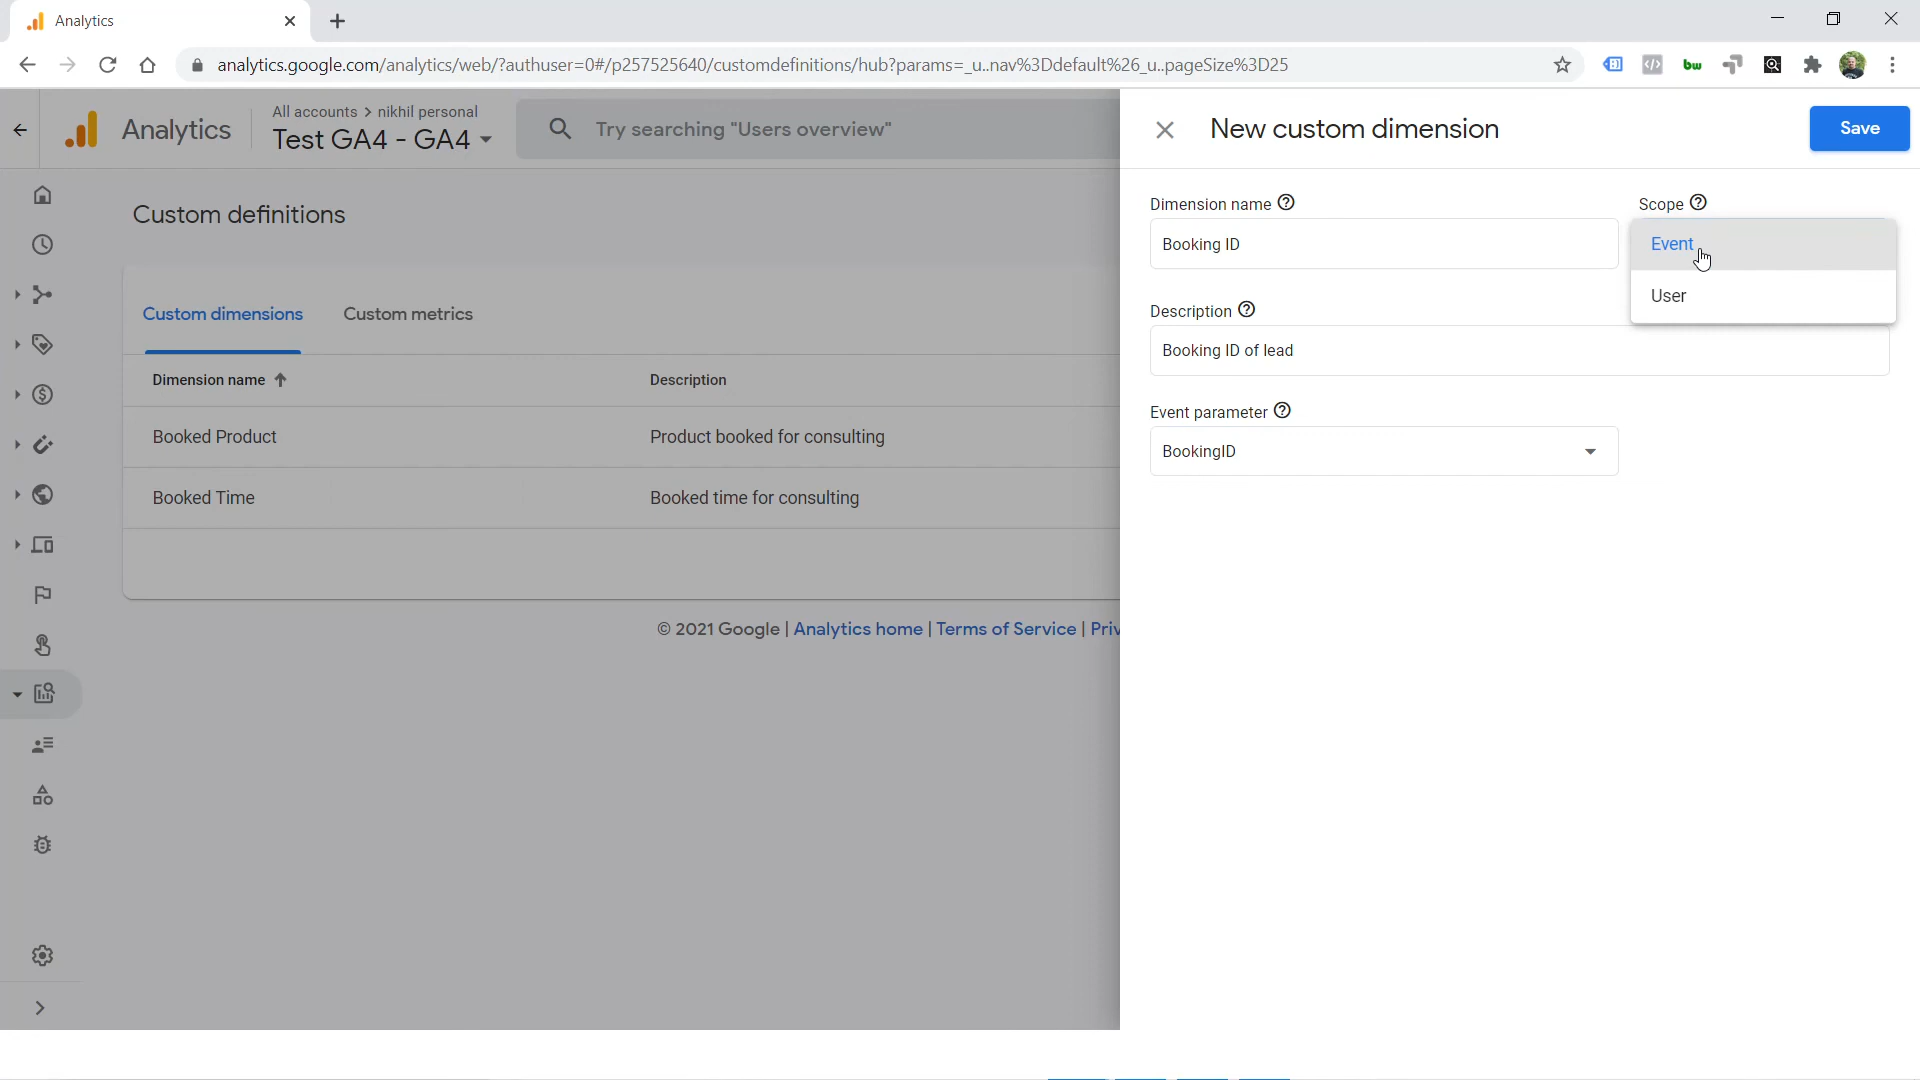 Analytics
analytics.google.com/analytics/web/?authuser=0#/p257525640/customdefinitions/hub?params=_u..nav%3Ddefault%26_u..pageSize%3D25
bw
Analytics
All accounts > nikhil personal
Test GA4 - GA4
Try searching "Users overview"
New custom dimension
Save
Custom definitions
Dimension name
Scope
Booking ID
Event
User
Custom dimensions
Custom metrics
Description
Booking ID of lead
Dimension name
Description
Event parameter
BookingID
Booked Product
Product booked for consulting
Booked Time
Booked time for consulting
© 2021 Google | Analytics home | Terms of Service | Priv